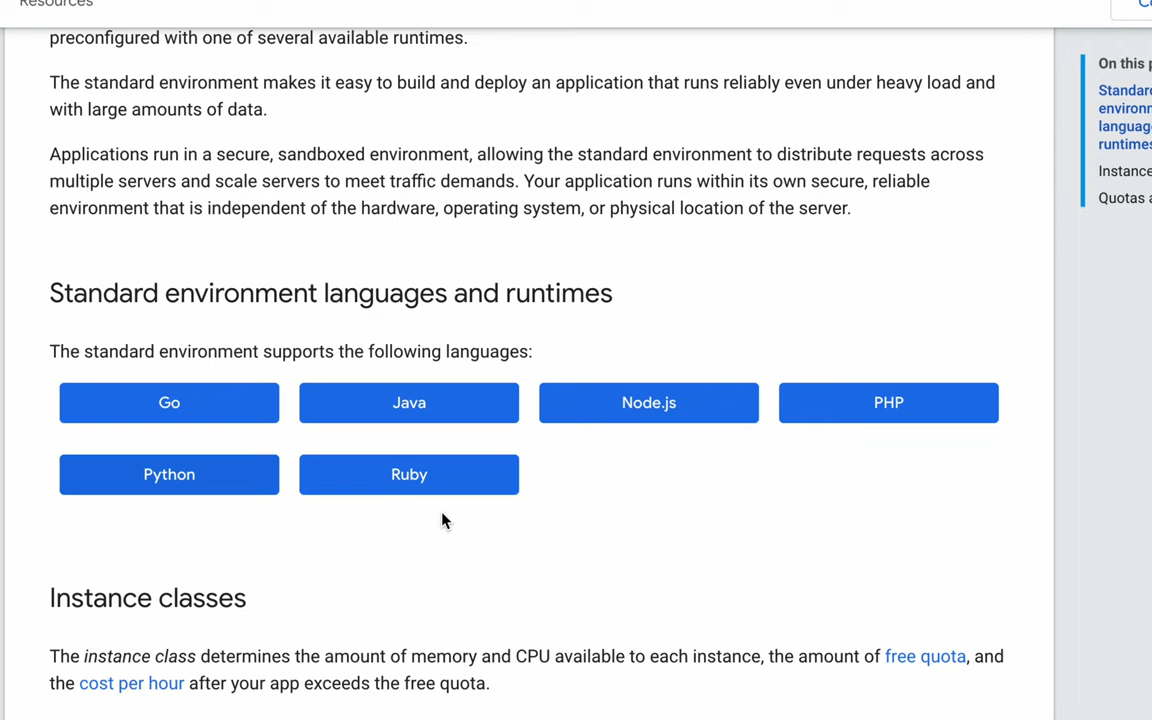 Resources
preconfigured with one of several available runtimes.
The standard environment makes it easy to build and deploy an application that runs reliably even under heavy load and
with large amounts of data.
Applications run in a secure, sandboxed environment, allowing the standard environment to distribute requests across
multiple servers and scale servers to meet traffic demands. Your application runs within its own secure, reliable
environment that is independent of the hardware, operating system, or physical location of the server.
Standard environment languages and runtimes
The standard environment supports the following languages:
Go Java Node.js PHP
Python Ruby
Instance classes
The instance class determines the amount of memory and CPU available to each instance, the amount of free quota, and
the cost per hour after your app exceeds the free quota.
On this
Instance
Quotas